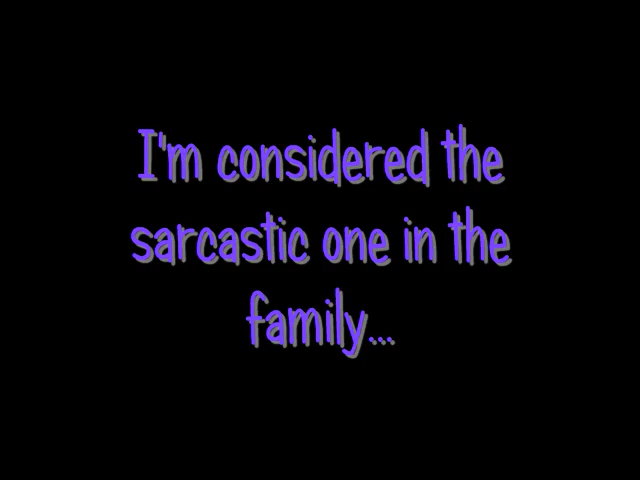 I'm considered the
sarcastic one in the
family...